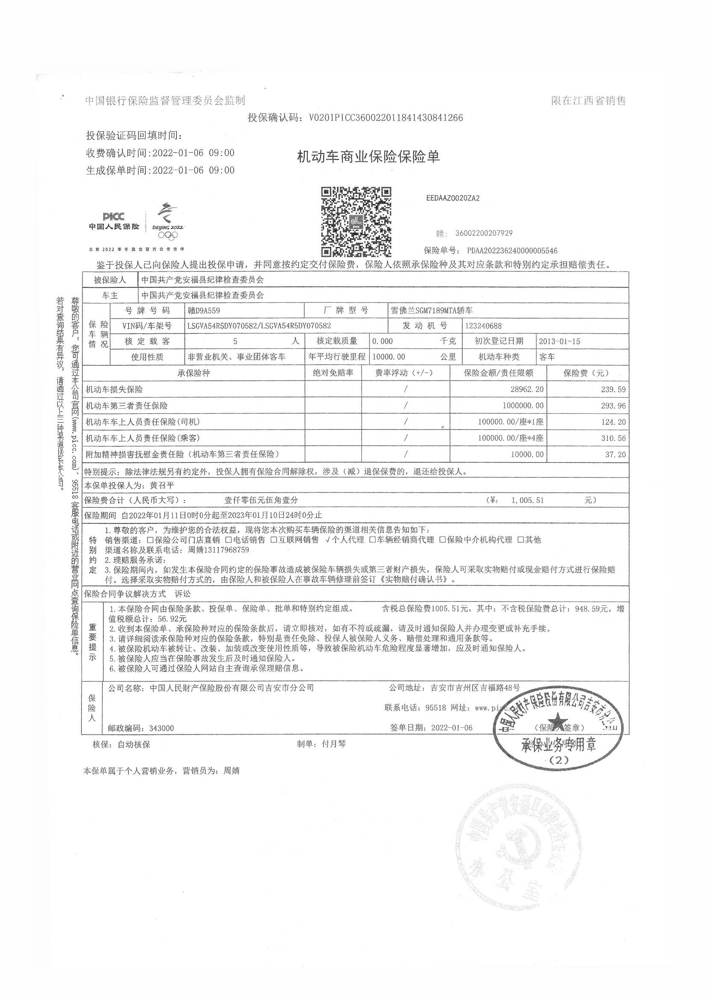 中国银行保险监督管理委员会监制
限在江西省销售
投保确认码：V0201PICC360022011841430841266
投保验证码回填时间：
收费确认时间:2022-01-06 09:00
生成保单时间:2022-01-06 09:00
机动车商业保险保险单
PICC
中国人民保险
BEIJING 2022
北京2022年冬奥会官方合作伙伴
PICC
EEDAAZ0020ZA2
赣： 36002200207929
保险单号： PDAA202236240000005546
鉴于投保人已向保险人提出投保申请，并同意按约定交付保险费，保险人依照承保险种及其对应条款和特别约定承担赔偿责任。
被保险人 中国共产党安福县纪律检查委员会
车主 中国共产党安福县纪律检查委员会
保险车辆情况
号牌号码 赣D9A559 厂牌型号 雪佛兰SGM7189MTA轿车
VIN码/车架号 LSGVA54R5DY070582/LSGVA54R5DY070582 发动机号 123240688
核定载客 5 人 核定载质量 0.000 千克 初次登记日期 2013-01-15
使用性质 非营业机关、事业团体客车 年平均行驶里程 10000.00 公里 机动车种类 客车
承保险种 绝对免赔率 费率浮动（+/-） 保险金额/责任限额 保险费（元）
机动车损失保险 / 28962.20 239.59
机动车第三者责任保险 / 1000000.00 293.96
机动车车上人员责任保险(司机) / 100000.00/座*1座 124.20
机动车车上人员责任保险(乘客) / 100000.00/座*4座 310.56
附加精神损害抚慰金责任险（机动车第三者责任保险） / 10000.00 37.20
特别提示：除法律法规另有约定外，投保人拥有保险合同解除权，涉及（减）退保保费的，退还给投保人。
本保单投保人为：黄召平
保险费合计（人民币大写）： 壹仟零伍元伍角壹分 （¥： 1,005.51 元）
保险期间 自2022年01月11日0时0分起至2023年01月10日24时0分止
特别约定
1.尊敬的客户，为维护您的合法权益，现将您本次购买车辆保险的渠道相关信息告知如下：
销售渠道：□保险公司门店直销 □电话销售 □互联网销售 √个人代理 □车辆经销商代理 □保险中介机构代理 □其他
渠道名称及联系电话：周婧13117968759
2.理赔服务承诺：
3.保险期间内，如发生本保险合同约定的保险事故造成被保险车辆损失或第三者财产损失，保险人可采取实物赔付或现金赔付方式进行保险赔
付。选择采取实物赔付方式的，由保险人和被保险人在事故车辆修理前签订《实物赔付确认书》。
保险合同争议解决方式 诉讼
重要提示
1.本保险合同由保险条款、投保单、保险单、批单和特别约定组成。 含税总保险费1005.51元，其中：不含税保险费总计：948.59元，增
值税额总计：56.92元
2.收到本保险单、承保险种对应的保险条款后，请立即核对，如有不符或疏漏，请及时通知保险人并办理变更或补充手续。
3.请详细阅读承保险种对应的保险条款，特别是责任免除、投保人被保险人义务、赔偿处理和通用条款等。
4.被保险机动车被转让、改装、加装或改变使用性质等，导致被保险机动车危险程度显著增加，应及时通知保险人。
5.被保险人应当在保险事故发生后及时通知保险人。
6.被保险人可通过保险人网站自主查询承保理赔信息。
保险人
公司名称：中国人民财产保险股份有限公司吉安市分公司 公司地址：吉安市吉州区吉福路48号
联系电话：95518 网址：www.pi
邮政编码：343000 签单日期：2022-01-06 （保险人签章）
中国人民财产保险股份有限公司吉安市分公司
承保业务专用章
(2)
核保：自动核保 制单：付月琴
本保单属于个人营销业务，营销员为：周婧
尊敬的客户，您可通过本公司官网(www.picc.com)、95518客服电话或附近的营业网点查询保险单信息。
若对查询结果有异议，请通过以上三种渠道联系本公司。
中国共产党安福县纪律检查委员会
办公室